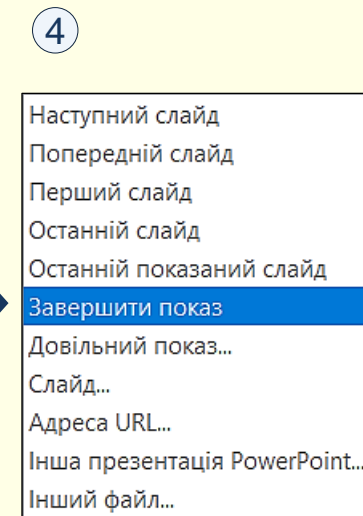 4
Наступний слайд
Попередній слайд
Перший слайд
Останній слайд
Останній показаний слайд
Завершити показ
Довільний показ...
Слайд...
Адреса URL...
Інша презентація PowerPoint...
Інший файл...